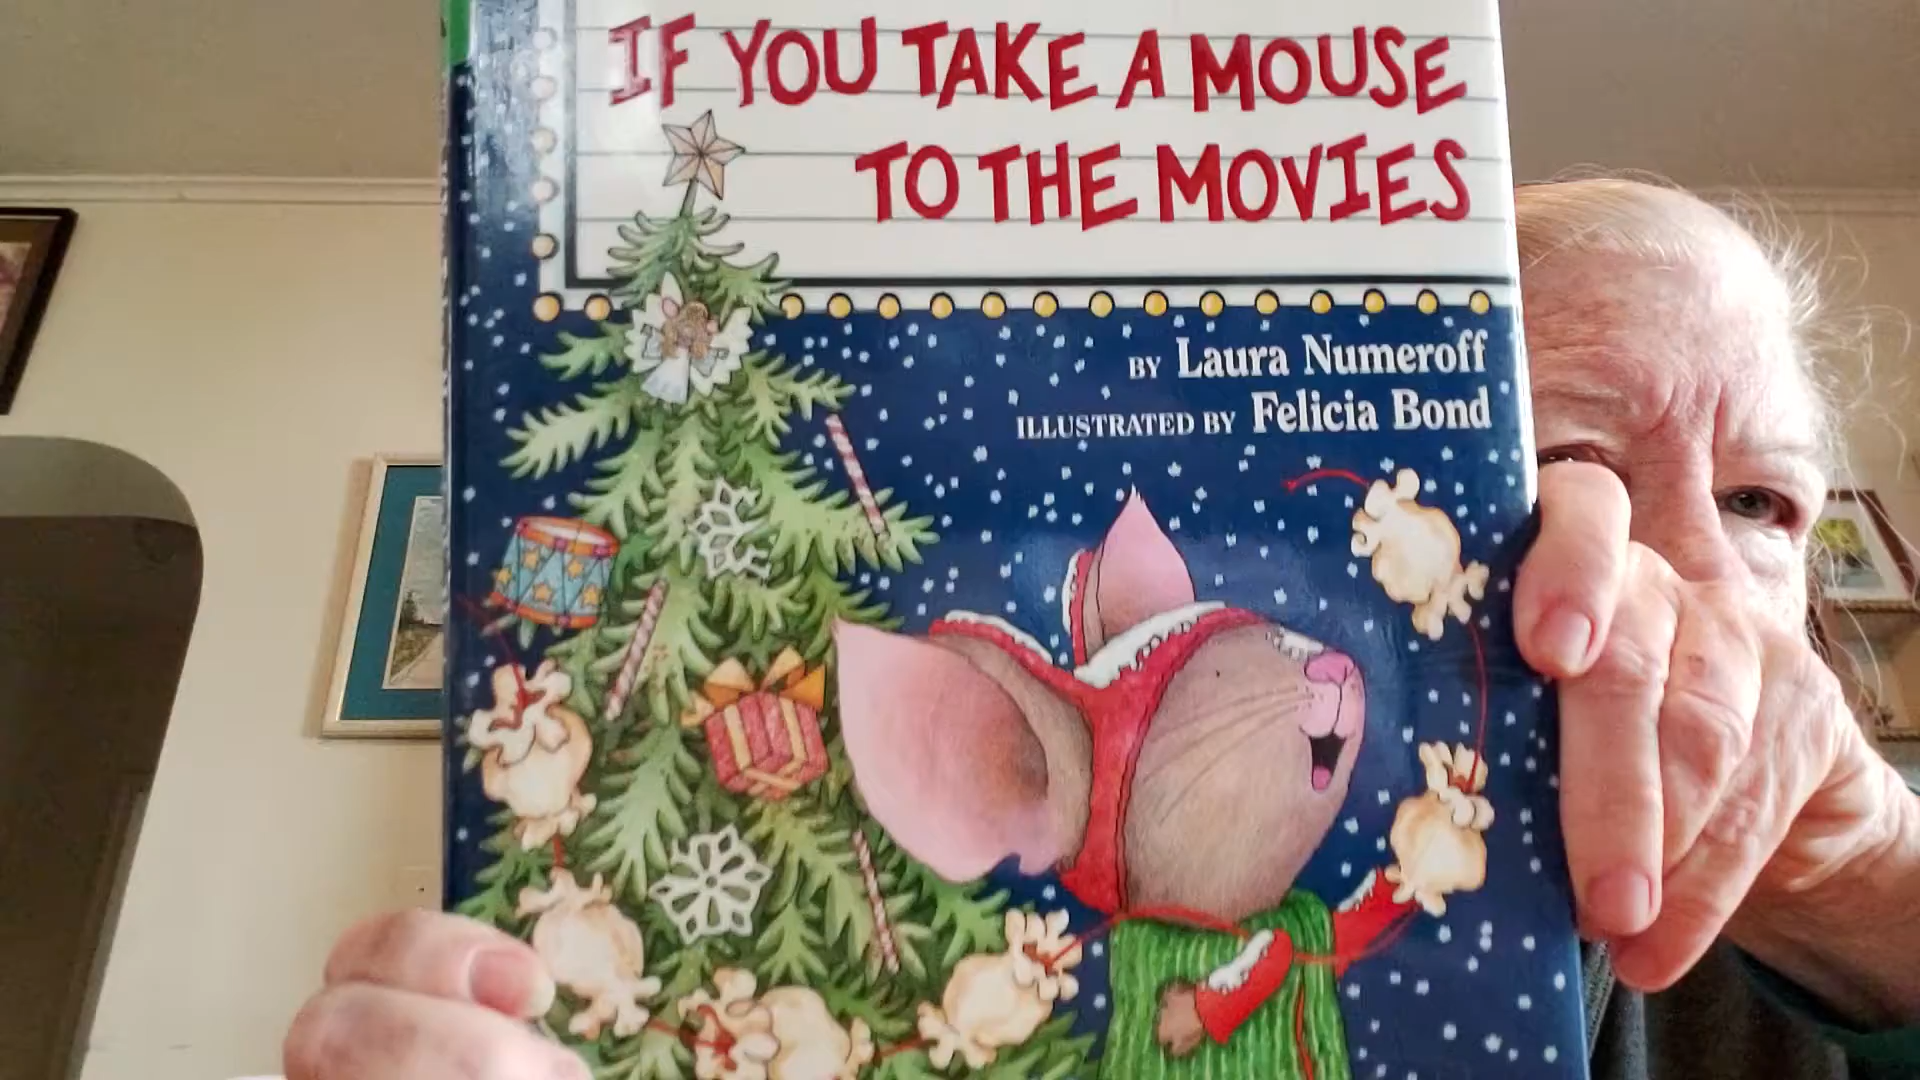 IF YOU TAKE A MOUSE
TO THE MOVIES
BY Laura Numeroff
ILLUSTRATED BY Felicia Bond